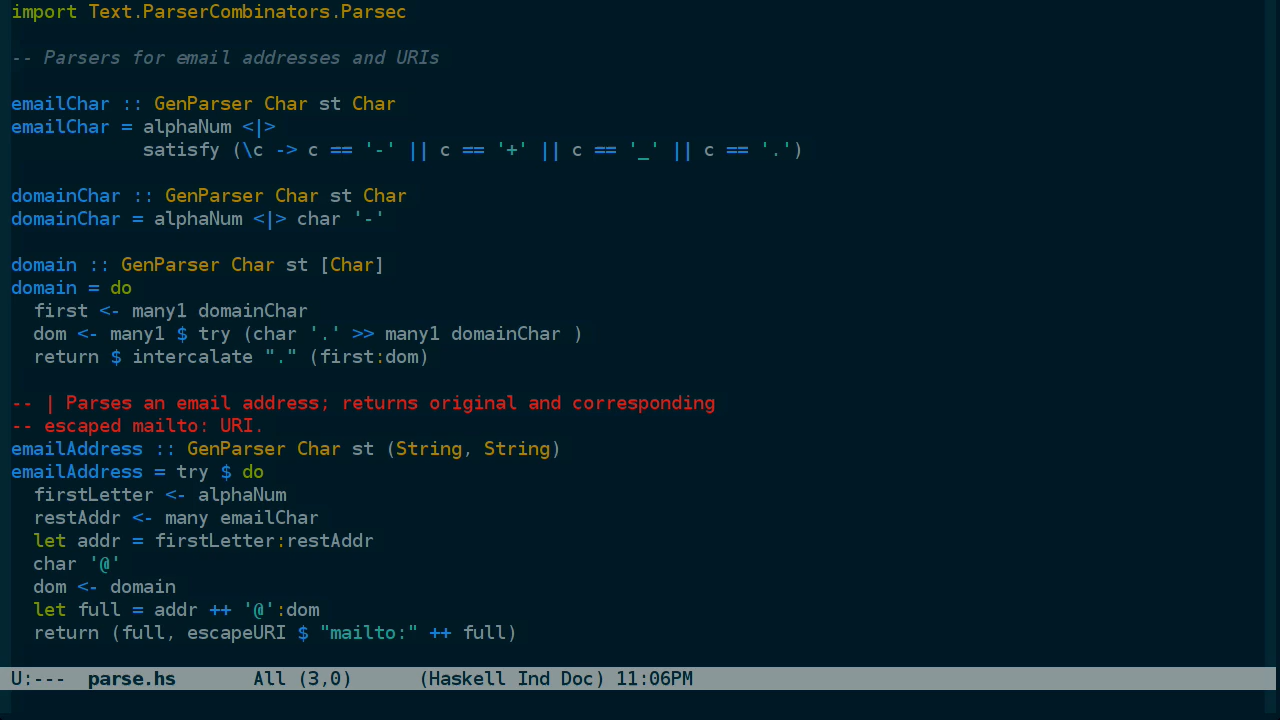 import Text.ParserCombinators.Parsec
-- Parsers for email addresses and URIs
emailChar :: GenParser Char st Char
emailChar = alphaNum <|>
            satisfy (\c -> c == '-' || c == '+' || c == '_' || c == '.')
domainChar :: GenParser Char st Char
domainChar = alphaNum <|> char '-'
domain :: GenParser Char st [Char]
domain = do
  first <- many1 domainChar
  dom <- many1 $ try (char '.' >> many1 domainChar )
  return $ intercalate "." (first:dom)
-- | Parses an email address; returns original and corresponding
-- escaped mailto: URI.
emailAddress :: GenParser Char st (String, String)
emailAddress = try $ do
  firstLetter <- alphaNum
  restAddr <- many emailChar
  let addr = firstLetter:restAddr
  char '@'
  dom <- domain
  let full = addr ++ '@':dom
  return (full, escapeURI $ "mailto:" ++ full)
U:---  parse.hs       All (3,0)      (Haskell Ind Doc) 11:06PM